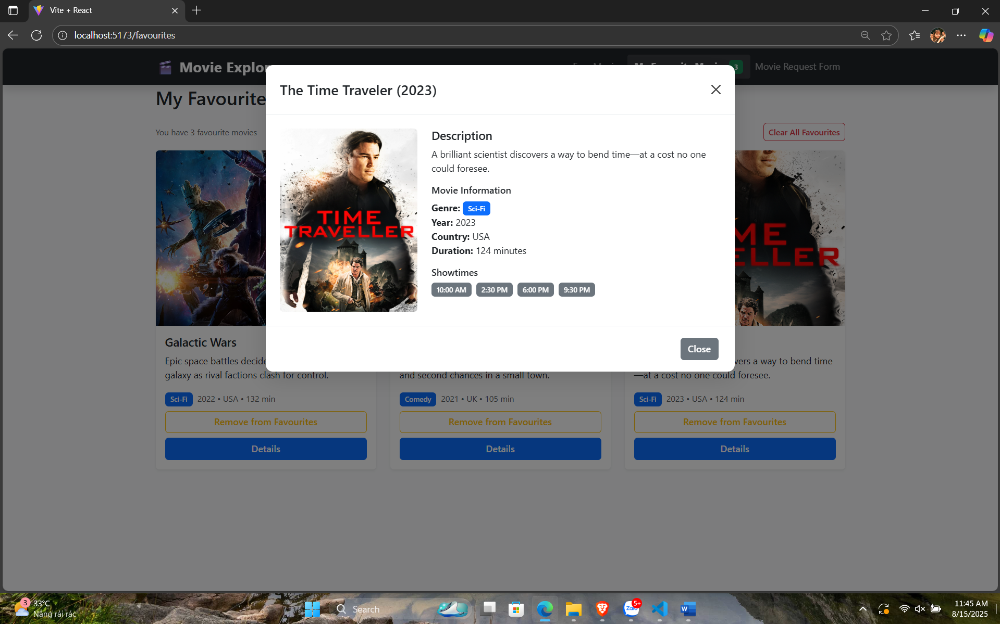 Vite + React
localhost:5173/favourites
Movie Explo
3
Movie Request Form
My Favourite
You have 3 favourite movies
Clear All Favourites
The Time Traveler (2023)
TIME
TRAVELLER
Description
A brilliant scientist discovers a way to bend time—at a cost no one
could foresee.
Movie Information
Genre: Sci-Fi
Year: 2023
Country: USA
Duration: 124 minutes
Showtimes
10:00 AM 2:30 PM 6:00 PM 9:30 PM
Close
ME
ELLER
Galactic Wars
Epic space battles decide
galaxy as rival factions clash for control.
Sci-Fi 2022 • USA • 132 min
Remove from Favourites
Details
and second chances in a small town.
Comedy 2021 • UK • 105 min
Remove from Favourites
Details
vers a way to bend time
—at a cost no one could foresee.
Sci-Fi 2023 • USA • 124 min
Remove from Favourites
Details
3
33°C
Nắng rải rác
Search
Zalo
5+
W
11:45 AM
8/15/2025